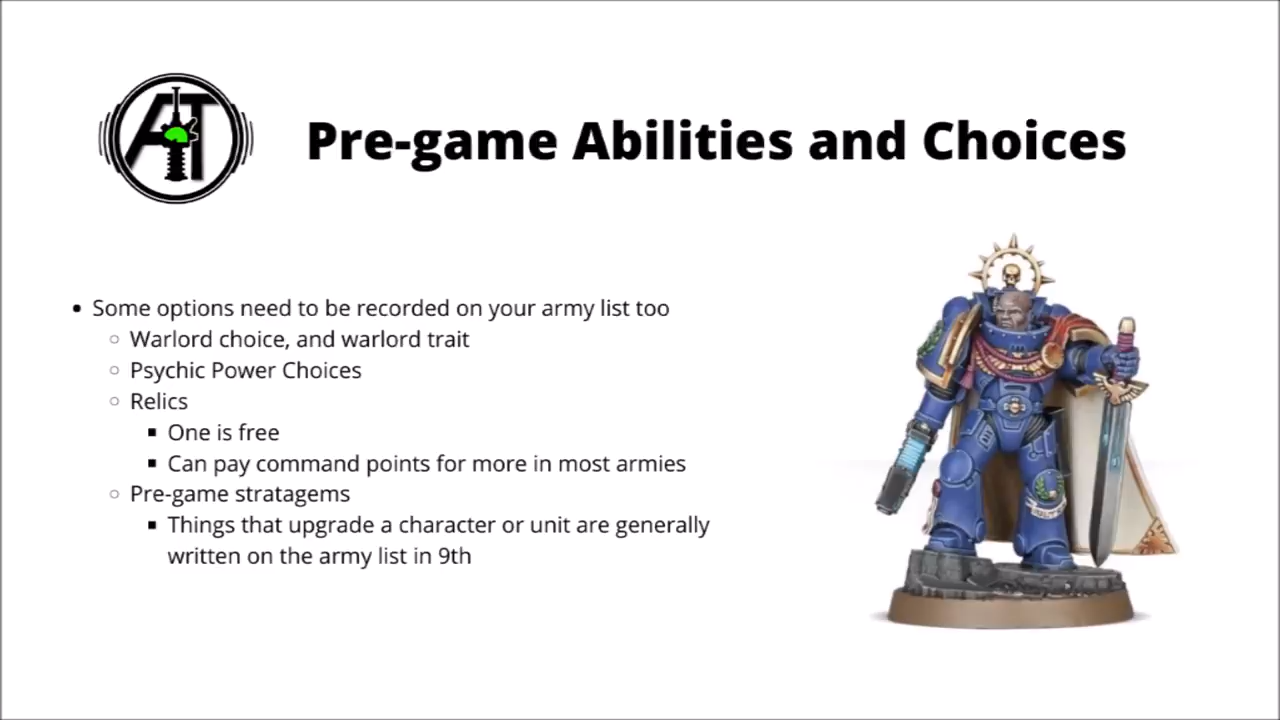 AT
Pre-game Abilities and Choices
Some options need to be recorded on your army list too
Warlord choice, and warlord trait
Psychic Power Choices
Relics
One is free
Can pay command points for more in most armies
Pre-game stratagems
Things that upgrade a character or unit are generally
written on the army list in 9th